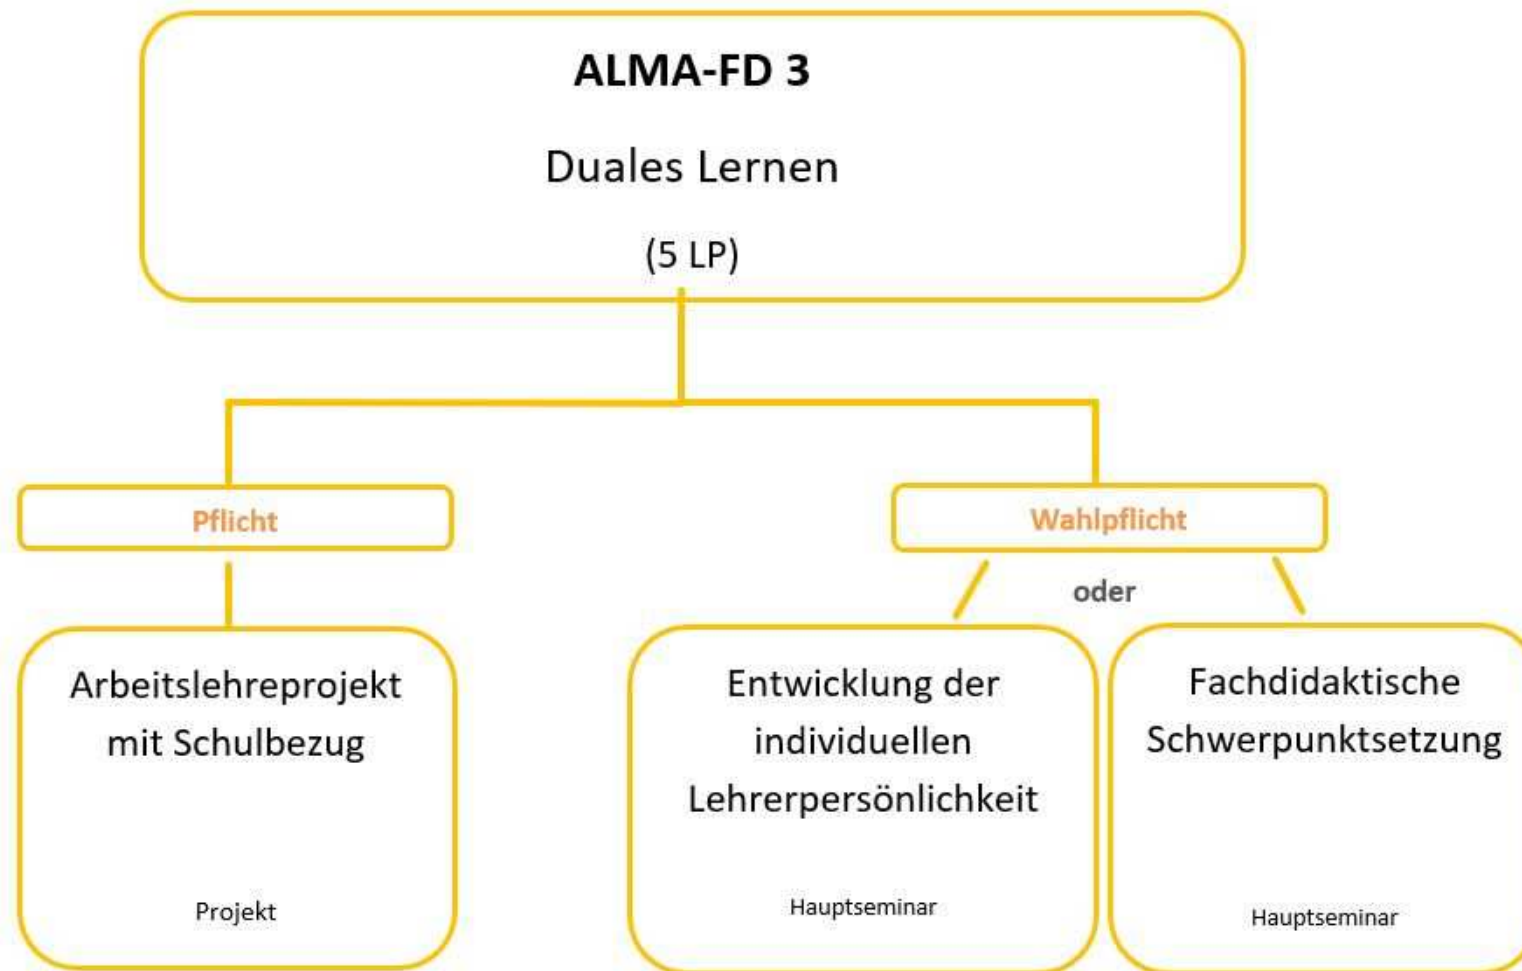 ALMA-FD 3
Duales Lernen
(5 LP)
Pflicht
Wahlpflicht
oder
Arbeitslehreprojekt
mit Schulbezug
Projekt
Entwicklung der
individuellen
Lehrerpersönlichkeit
Hauptseminar
Fachdidaktische
Schwerpunktsetzung
Hauptseminar